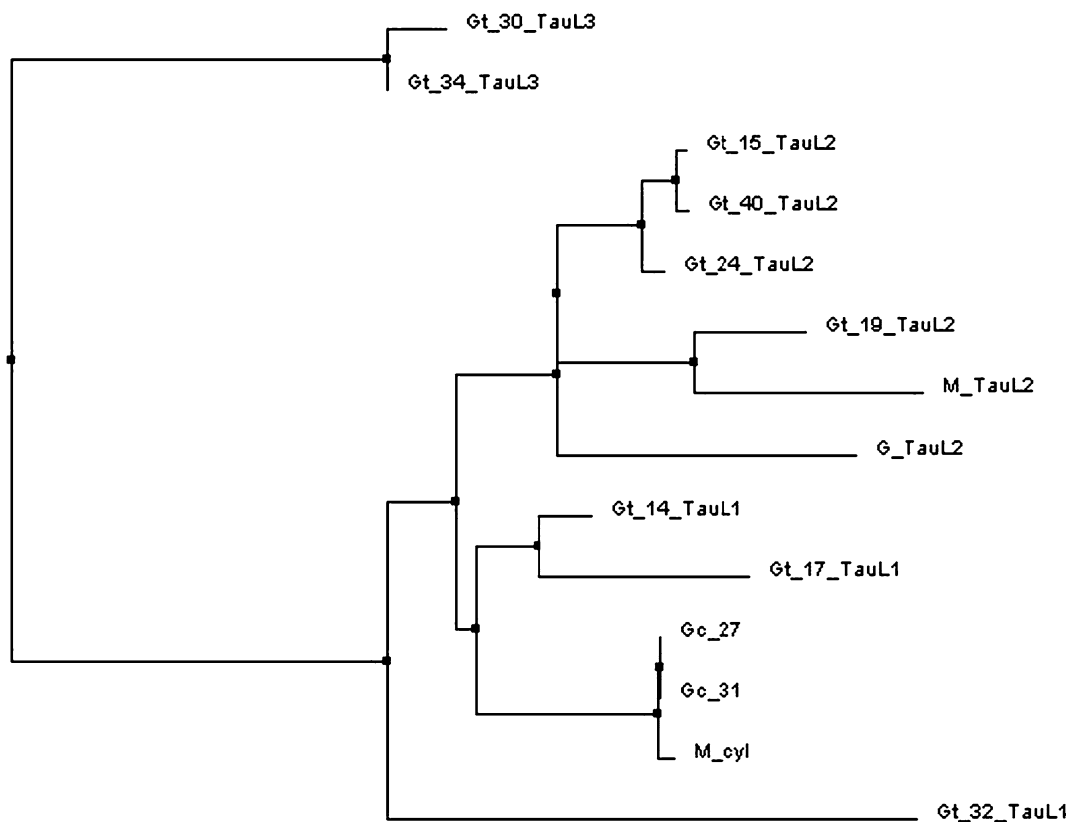 Gt_30_TauL3
Gt_34_TauL3
Gt_15_TauL2
Gt_40_TauL2
Gt_24_TauL2
Gt_19_TauL2
M_TauL2
G_TauL2
Gt_14_TauL1
Gt_17_TauL1
Gc_27
Gc_31
M_cyl
Gt_32_TauL1